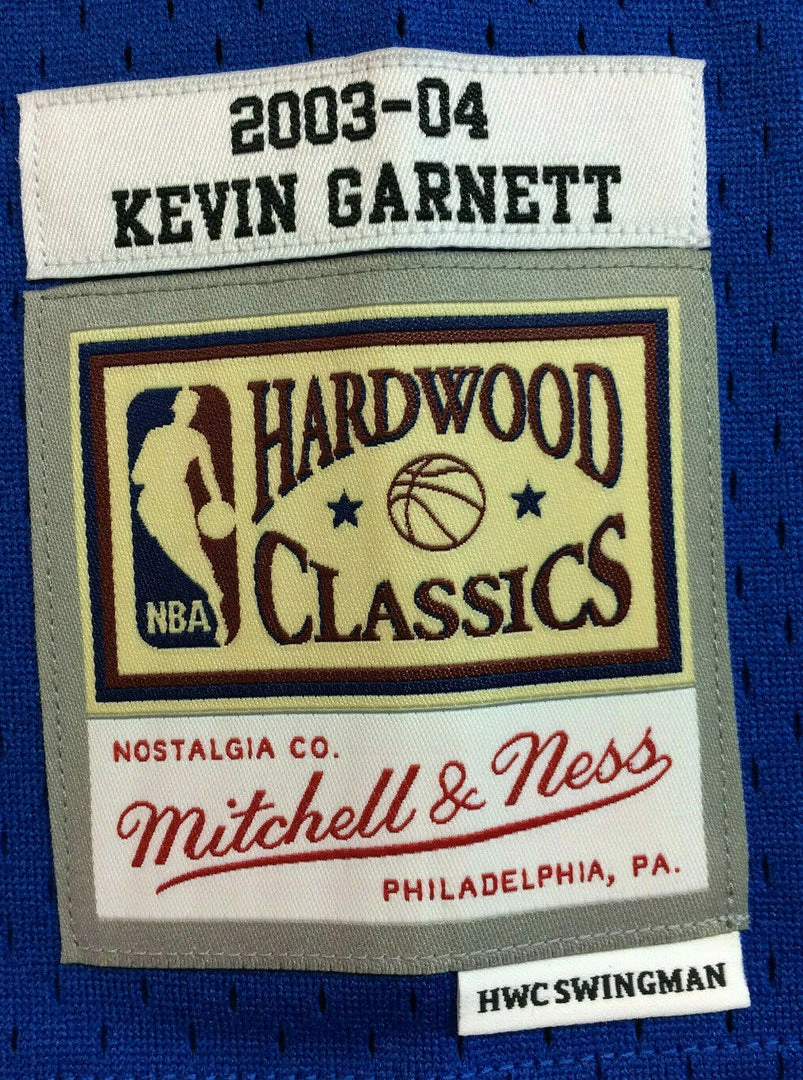 2003-04
KEVIN GARNETT
HARDWOOD
CLASSICS
NBA
NOSTALGIA CO.
Mitchell & Ness
PHILADELPHIA, PA.
HWC SWINGMAN